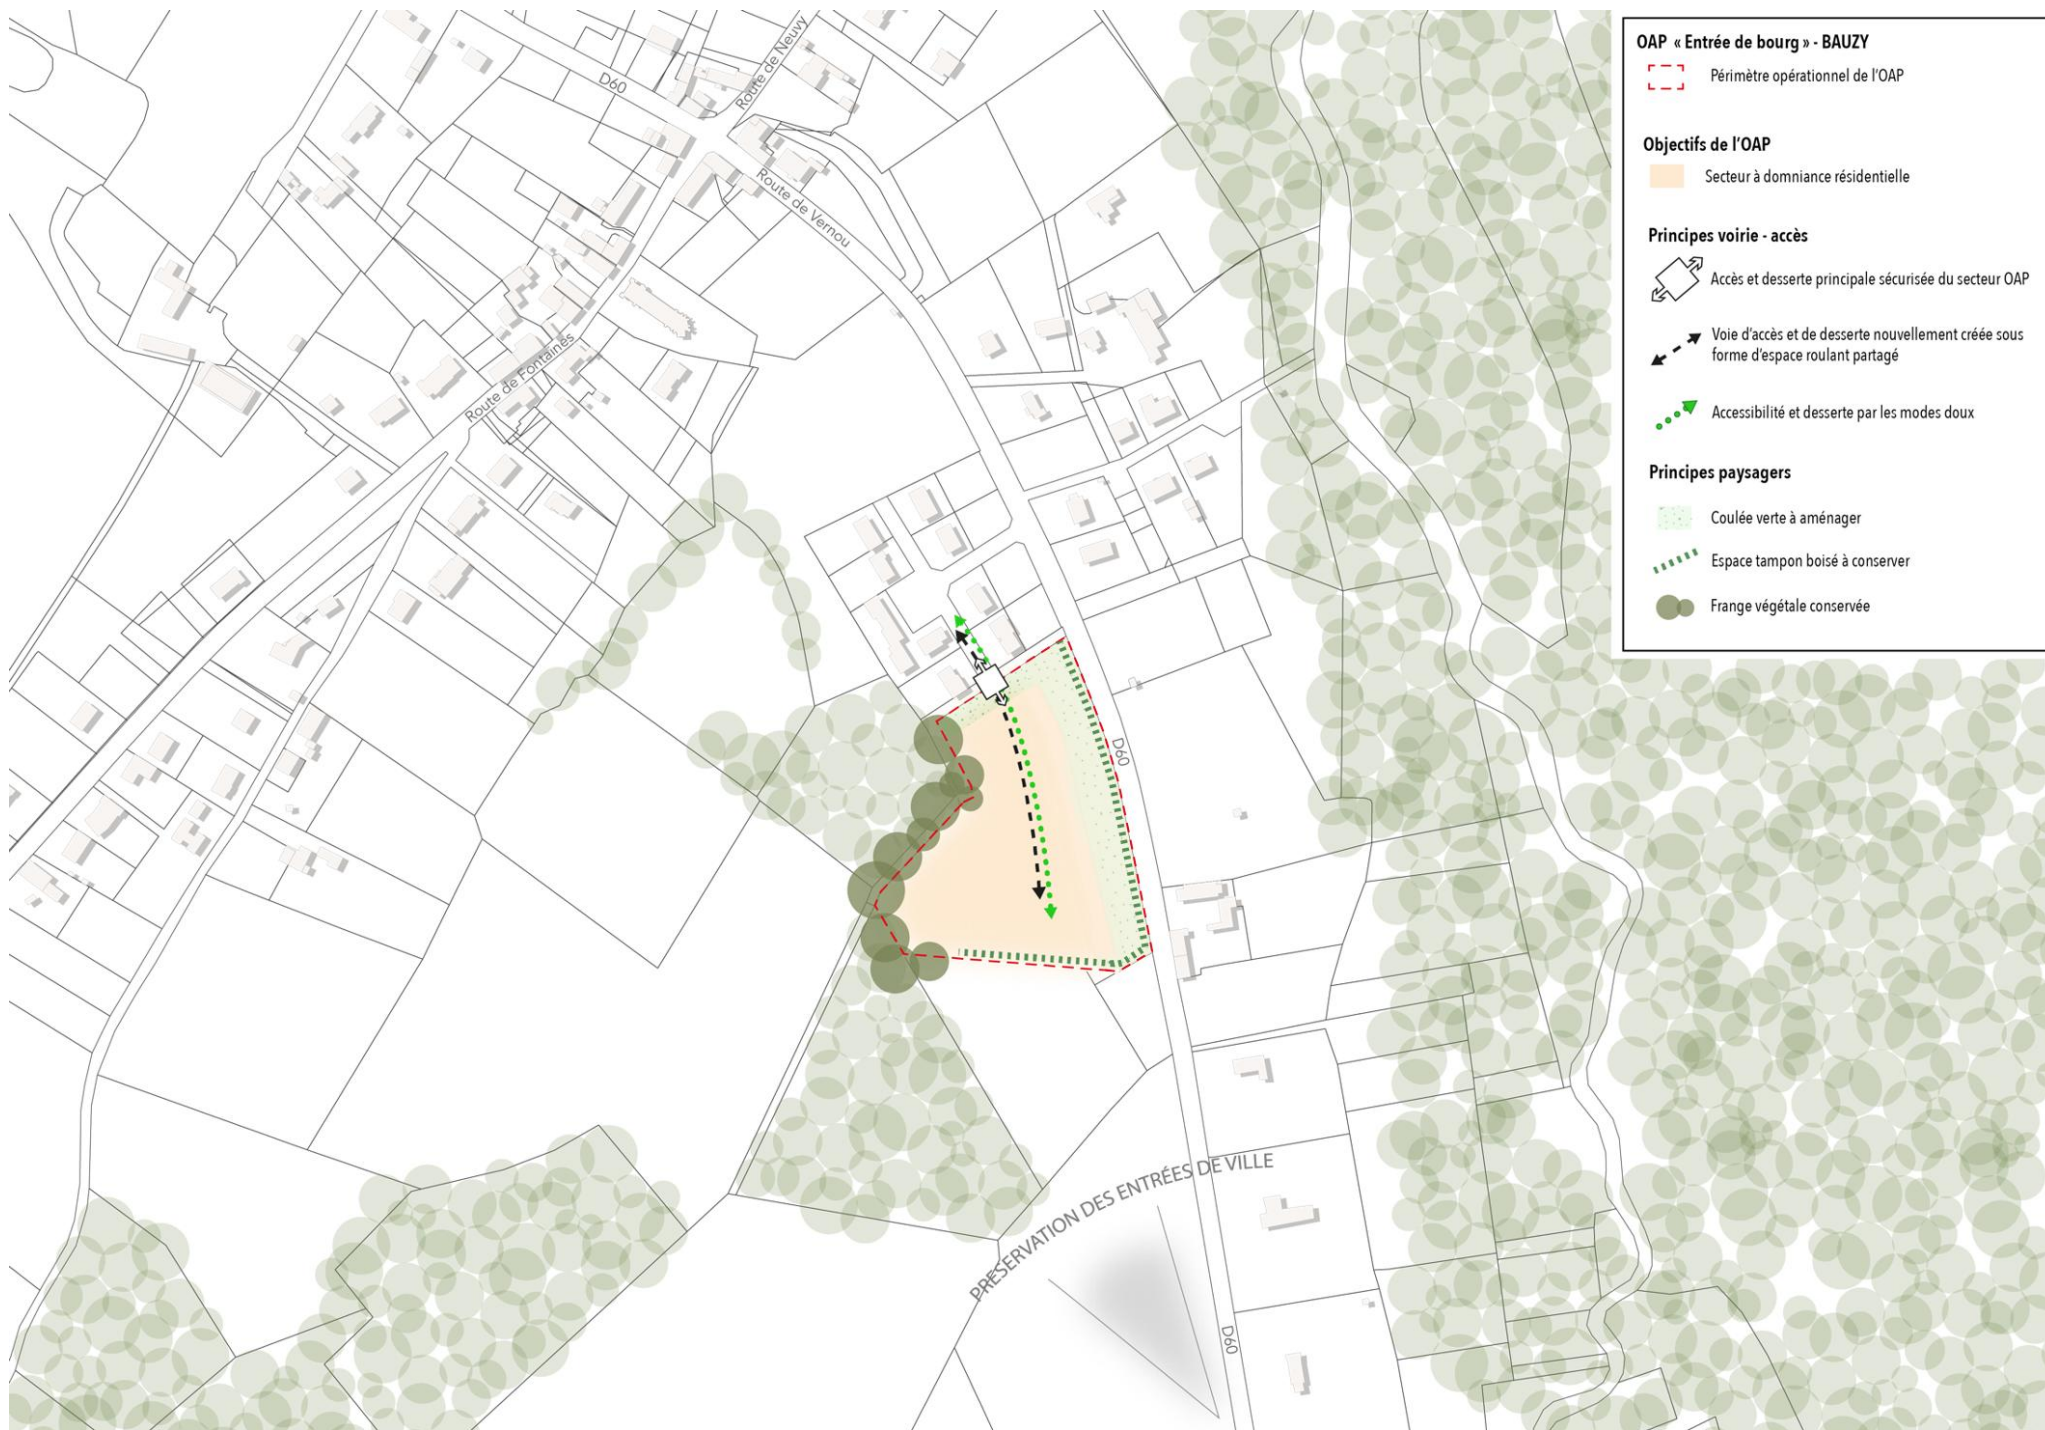 OAP « Entrée de bourg » - BAUZY
Périmètre opérationnel de l'OAP
Objectifs de l'OAP
Secteur à domniance résidentielle
Principes voirie - accès
Accès et desserte principale sécurisée du secteur OAP
Voie d'accès et de desserte nouvellement créée sous
forme d'espace roulant partagé
Accessibilité et desserte par les modes doux
Principes paysagers
Coulée verte à aménager
Espace tampon boisé à conserver
Frange végétale conservée
D60
Route de Neuvy
Route de Vernou
Route de Fontaines
D60
PRÉSERVATION DES ENTRÉES DE VILLE
D60